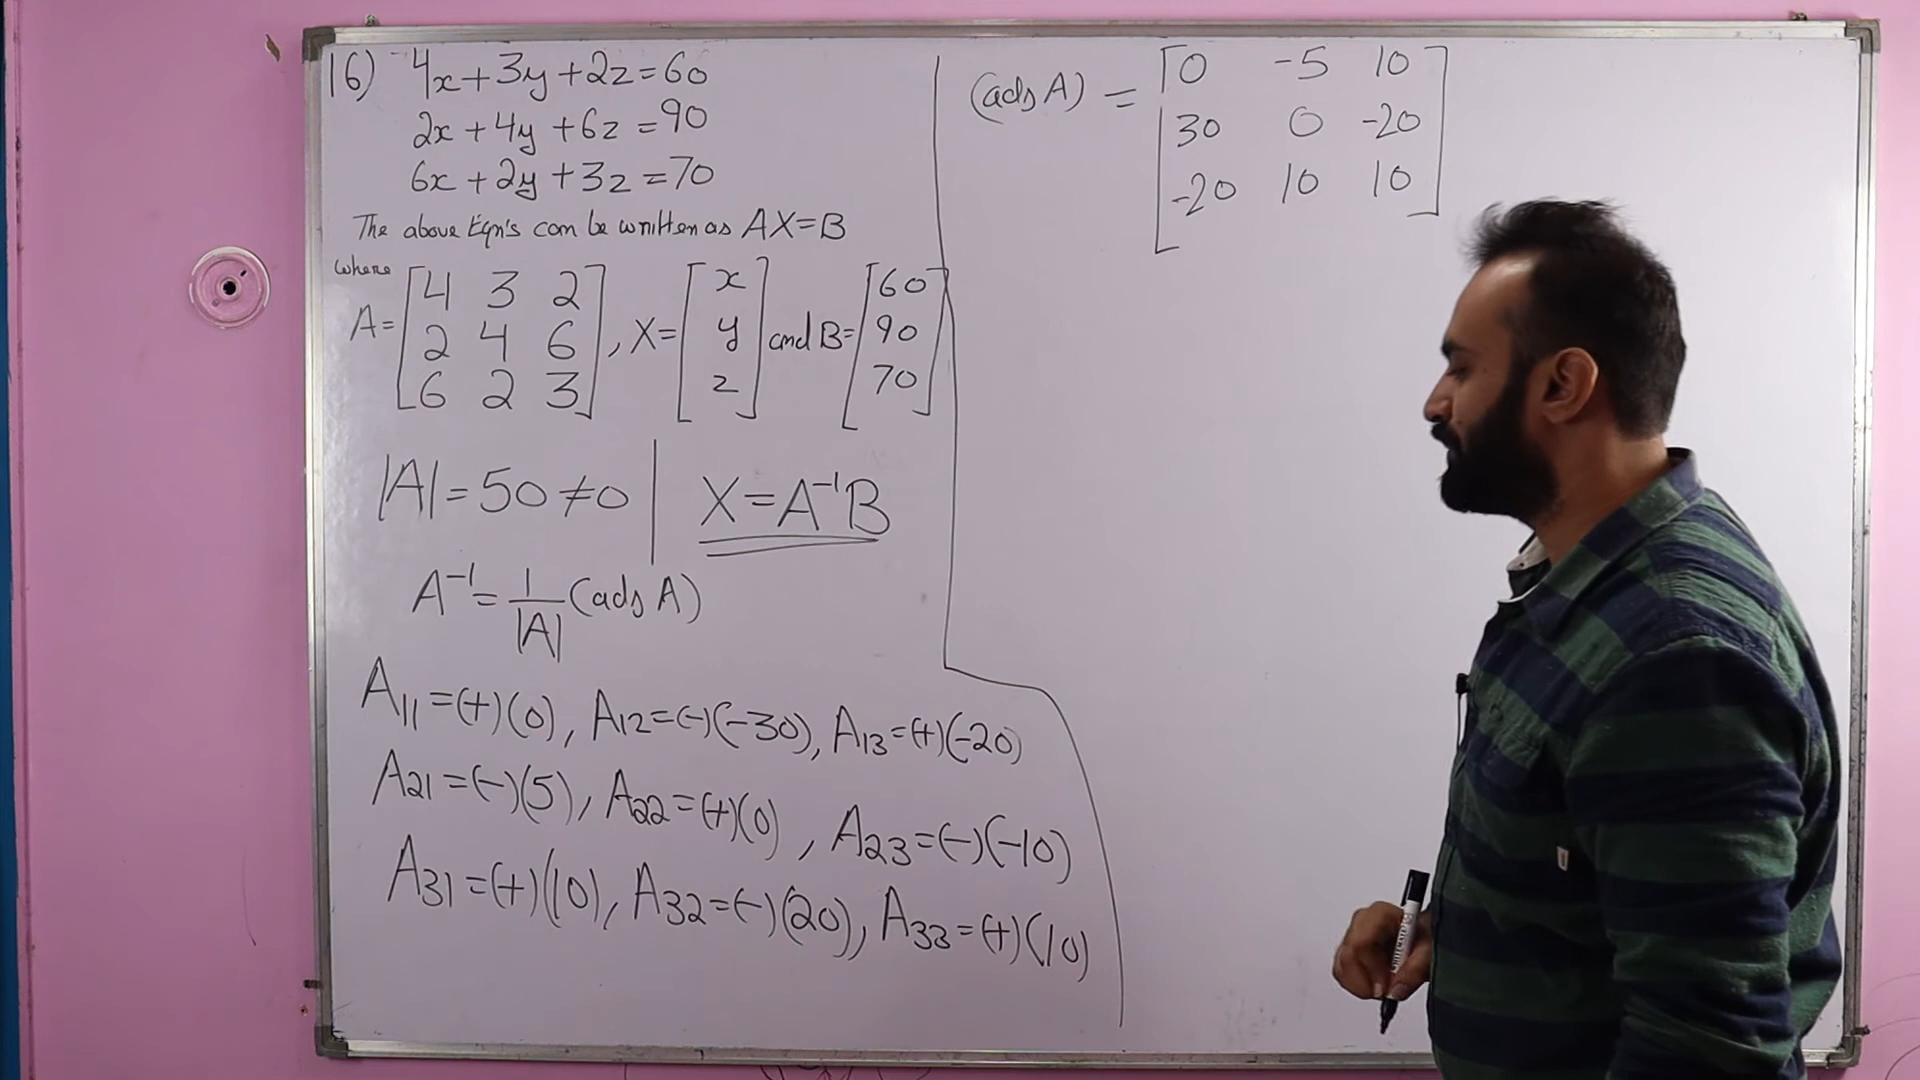 16) 4x+3y+2z=60
2x+4y+6z=90
6x+2y+3z=70
The above Eqn's can be written as AX=B
where
A=[4 3 2
2 4 6
6 2 3], X=[x
y
z] and B=[60
90
70]
|A|=50≠0 | X=A⁻¹B
A⁻¹=1/|A| (adj A)
A₁₁=(+)(0), A₁₂=(-)(-30), A₁₃=(+)(-20)
A₂₁=(-)(5), A₂₂=(+)(0), A₂₃=(-)(-10)
A₃₁=(+)(10), A₃₂=(-)(20), A₃₃=(+)(10)
(adj A) = [0 -5 10
30 0 -20
-20 10 10]